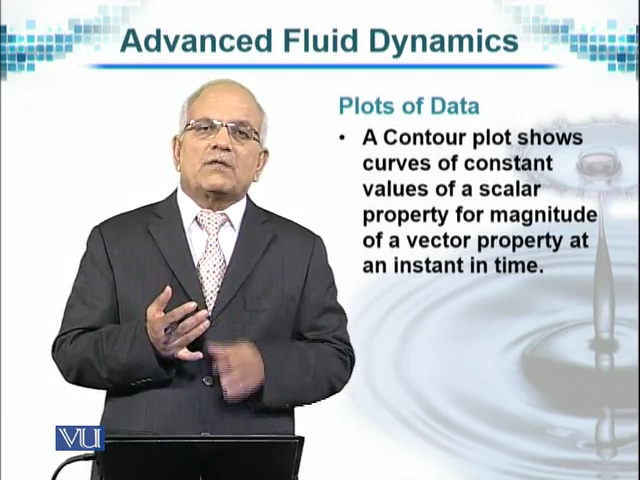 Advanced Fluid Dynamics
Plots of Data
• A Contour plot shows
curves of constant
values of a scalar
property for magnitude
of a vector property at
an instant in time.
VU